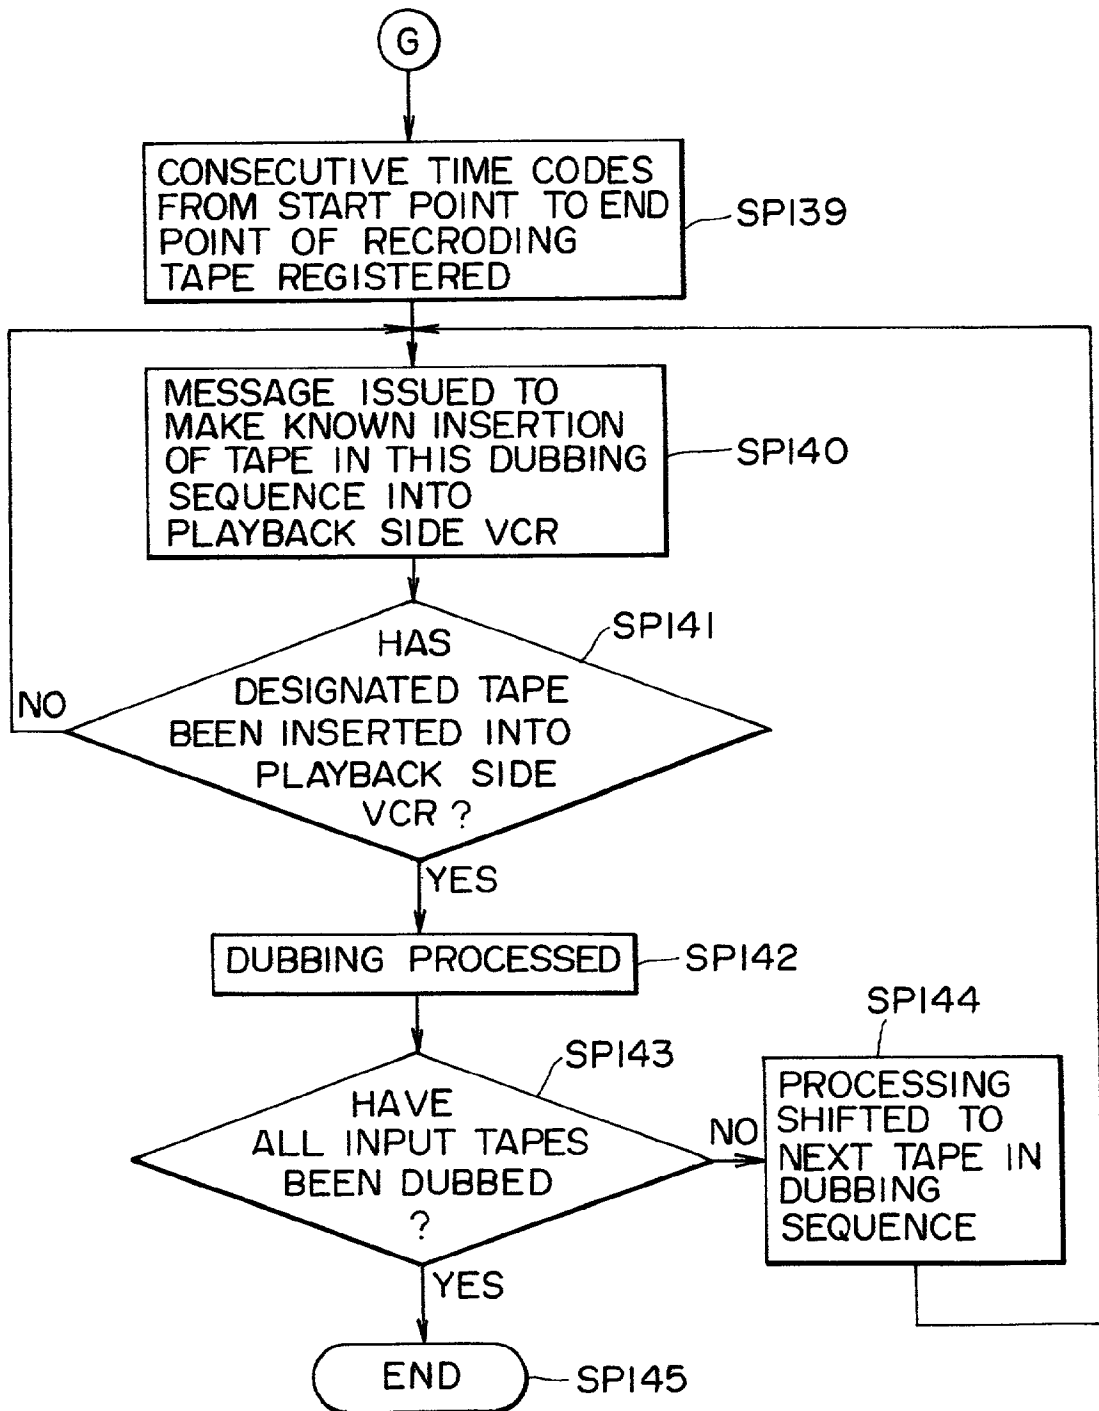 G
CONSECUTIVE TIME CODES
FROM START POINT TO END
POINT OF RECRODING
TAPE REGISTERED
SP139
MESSAGE ISSUED TO
MAKE KNOWN INSERTION
OF TAPE IN THIS DUBBING
SEQUENCE INTO
PLAYBACK SIDE VCR
SP140
HAS
DESIGNATED TAPE
BEEN INSERTED INTO
PLAYBACK SIDE
VCR ?
SP141
NO
YES
DUBBING PROCESSED
SP142
HAVE
ALL INPUT TAPES
BEEN DUBBED
?
SP143
NO
SP144
PROCESSING
SHIFTED TO
NEXT TAPE IN
DUBBING
SEQUENCE
YES
END
SP145